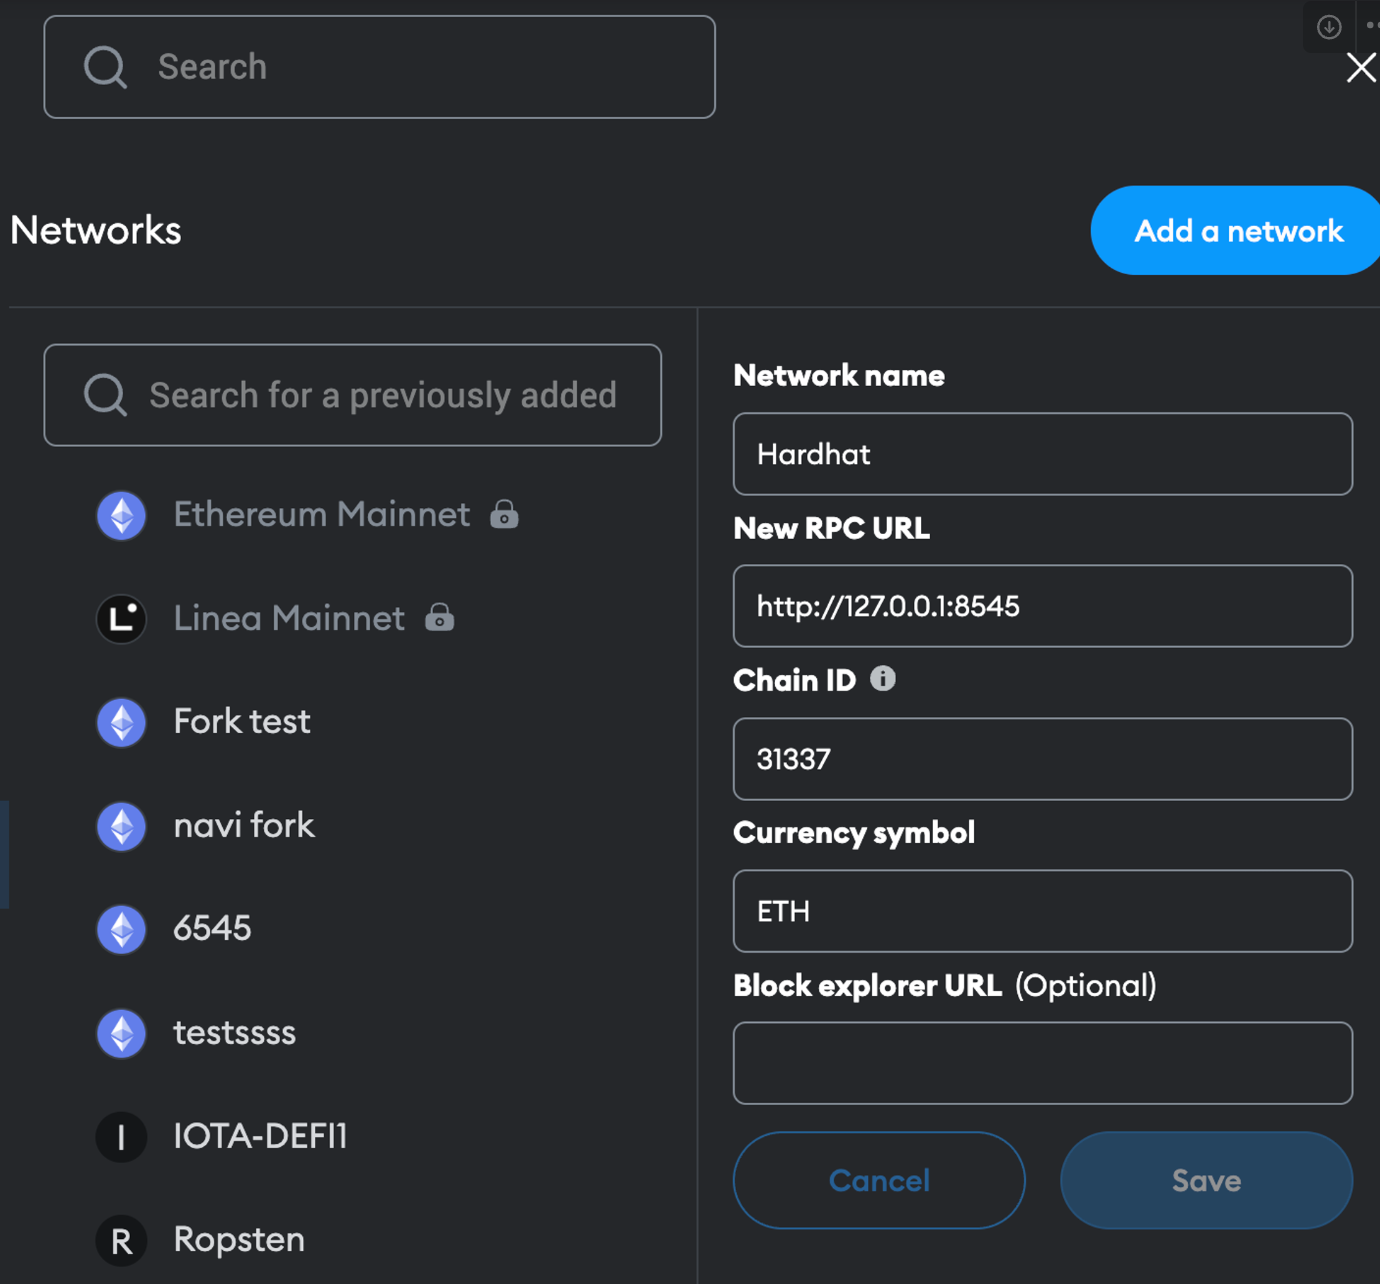 Search
Networks
Add a network
Search for a previously added
Ethereum Mainnet
L Linea Mainnet
Fork test
navi fork
6545
testssss
I IOTA-DEFI1
R Ropsten
Network name
Hardhat
New RPC URL
http://127.0.0.1:8545
Chain ID i
31337
Currency symbol
ETH
Block explorer URL (Optional)
Cancel Save